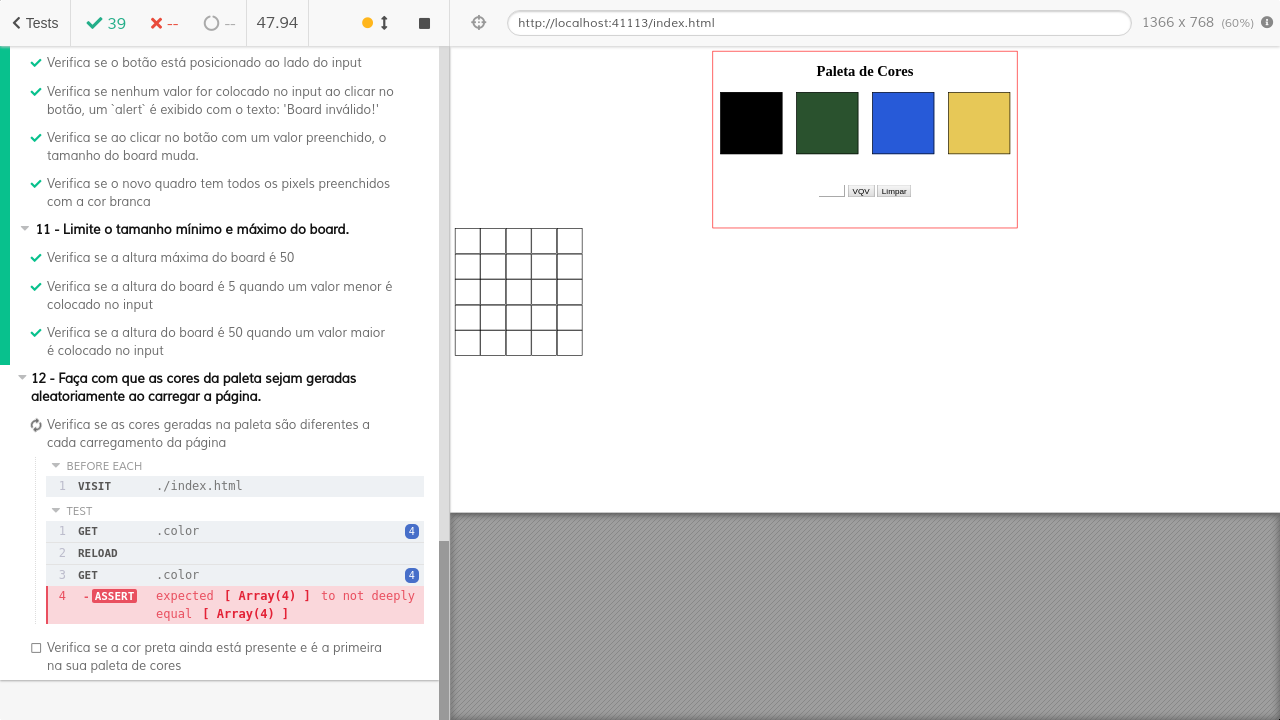 Tests
39
--
--
47.94
http://localhost:41113/index.html
1366 x 768 (60%)
Verifica se o botão está posicionado ao lado do input
Verifica se nenhum valor for colocado no input ao clicar no
botão, um `alert` é exibido com o texto: 'Board inválido!'
Verifica se ao clicar no botão com um valor preenchido, o
tamanho do board muda.
Verifica se o novo quadro tem todos os pixels preenchidos
com a cor branca
11 - Limite o tamanho mínimo e máximo do board.
Verifica se a altura máxima do board é 50
Verifica se a altura do board é 5 quando um valor menor é
colocado no input
Verifica se a altura do board é 50 quando um valor maior
é colocado no input
12 - Faça com que as cores da paleta sejam geradas
aleatoriamente ao carregar a página.
Verifica se as cores geradas na paleta são diferentes a
cada carregamento da página
BEFORE EACH
1 VISIT ./index.html
TEST
1 GET .color 4
2 RELOAD
3 GET .color 4
4 -ASSERT expected [ Array(4) ] to not deeply
equal [ Array(4) ]
Verifica se a cor preta ainda está presente e é a primeira
na sua paleta de cores
Paleta de Cores
VQV Limpar